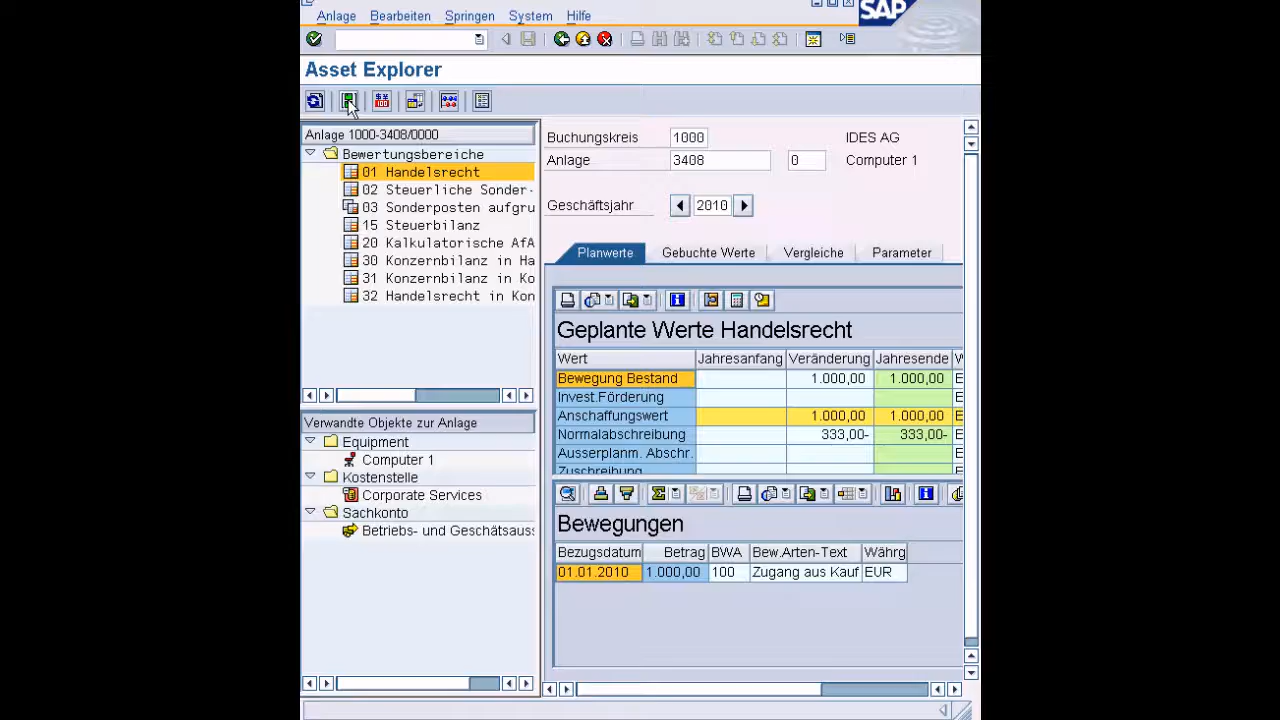 Anlage Bearbeiten Springen System Hilfe
SAP
Asset Explorer
Anlage 1000-3408/0000
Bewertungsbereiche
01 Handelsrecht
02 Steuerliche Sonder-
03 Sonderposten aufgru
15 Steuerbilanz
20 Kalkulatorische AfA
30 Konzernbilanz in Ha
31 Konzernbilanz in Ko
32 Handelsrecht in Kon
Verwandte Objekte zur Anlage
Equipment
Computer 1
Kostenstelle
Corporate Services
Sachkonto
Betriebs- und Geschätsauss
Buchungskreis 1000 IDES AG
Anlage 3408 0 Computer 1
Geschäftsjahr 2010
Planwerte Gebuchte Werte Vergleiche Parameter
Geplante Werte Handelsrecht
Wert Jahresanfang Veränderung Jahresende W
Bewegung Bestand 1.000,00 1.000,00 E
Invest.Förderung E
Anschaffungswert 1.000,00 1.000,00 E
Normalabschreibung 333,00- 333,00- E
Ausserplanm. Abschr. E
Zuschreibung
Bewegungen
Bezugsdatum Betrag BWA Bew.Arten-Text Währg
01.01.2010 1.000,00 100 Zugang aus Kauf EUR